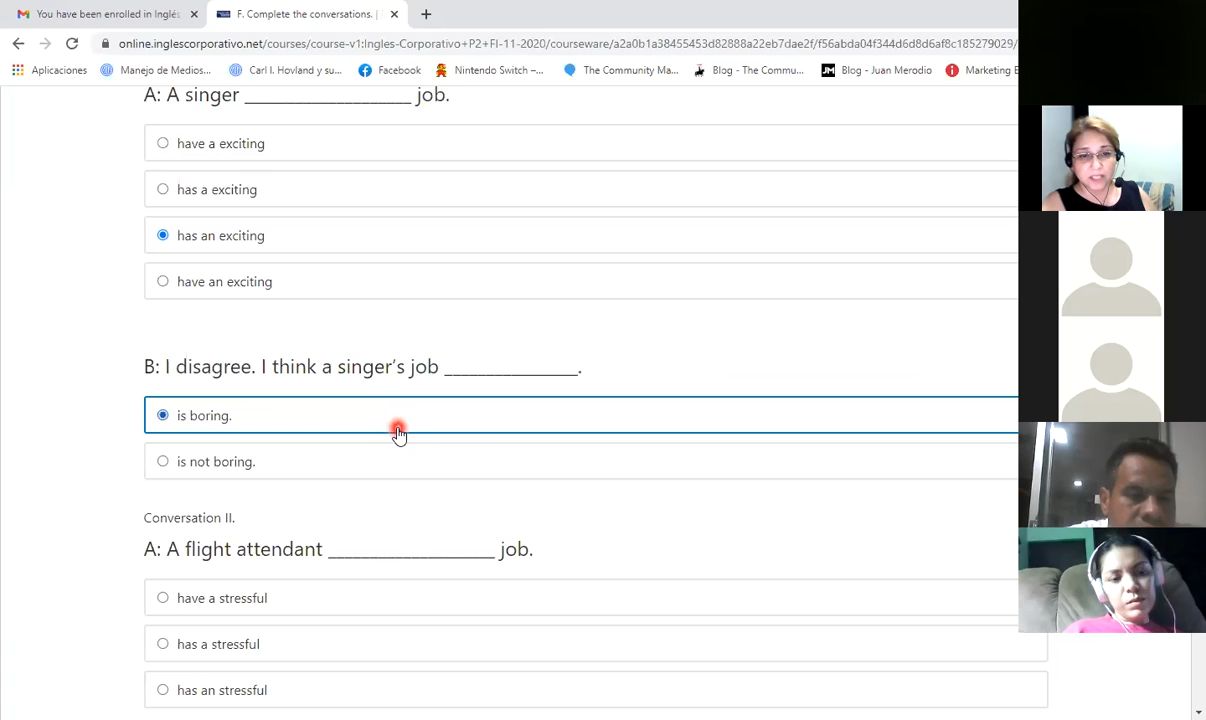 You have been enrolled in Inglés
F. Complete the conversations. |
online.inglescorporativo.net/courses/course-v1:Ingles-Corporativo+P2+FI-11-2020/courseware/a2a0b1a38455453d82888a22eb7dae2f/f56abda04f344d6d8d6af8c185279029/
Aplicaciones
Manejo de Medios...
Carl I. Hovland y su...
Facebook
Nintendo Switch –...
The Community Ma...
Blog - The Commu...
JM
Blog - Juan Merodio
Marketing E
A: A singer ___________________ job.
have a exciting
has a exciting
has an exciting
have an exciting
B: I disagree. I think a singer’s job _______________.
is boring.
is not boring.
Conversation II.
A: A flight attendant ___________________ job.
have a stressful
has a stressful
has an stressful